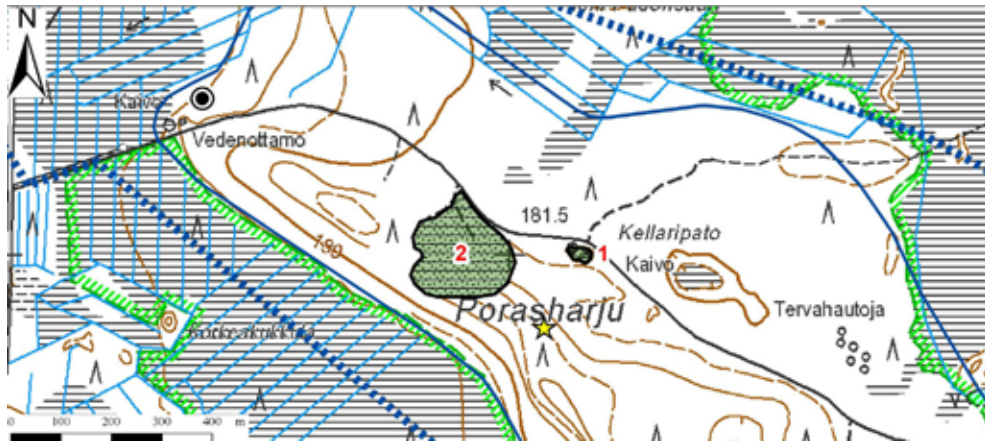 N
Kaivo
Vedenottamo
181.5
Kellaripato
2
1
Kaivo
180
Porasharju
Tervahautoja
0 100 200 300 400 m